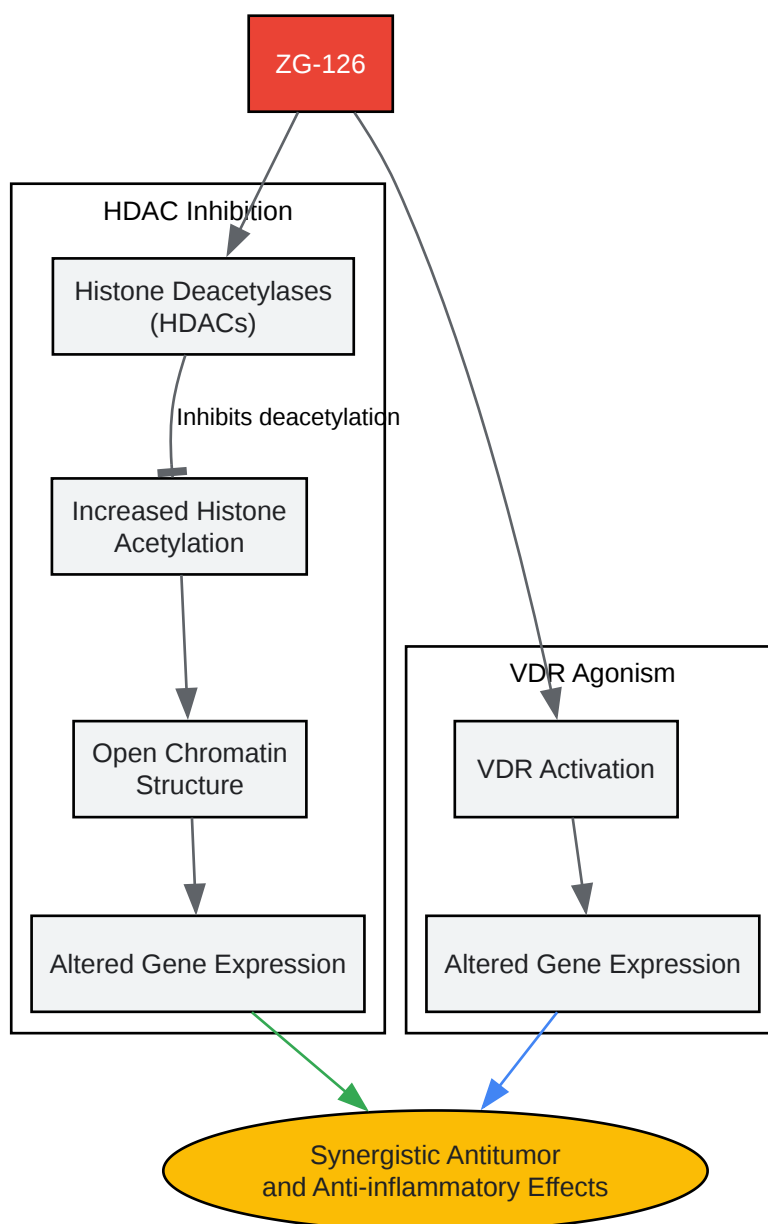 ZG-126
HDAC Inhibition
Histone Deacetylases
(HDACs)
Inhibits deacetylation
Increased Histone
Acetylation
Open Chromatin
Structure
Altered Gene Expression
VDR Agonism
VDR Activation
Altered Gene Expression
Synergistic Antitumor
and Anti-inflammatory Effects